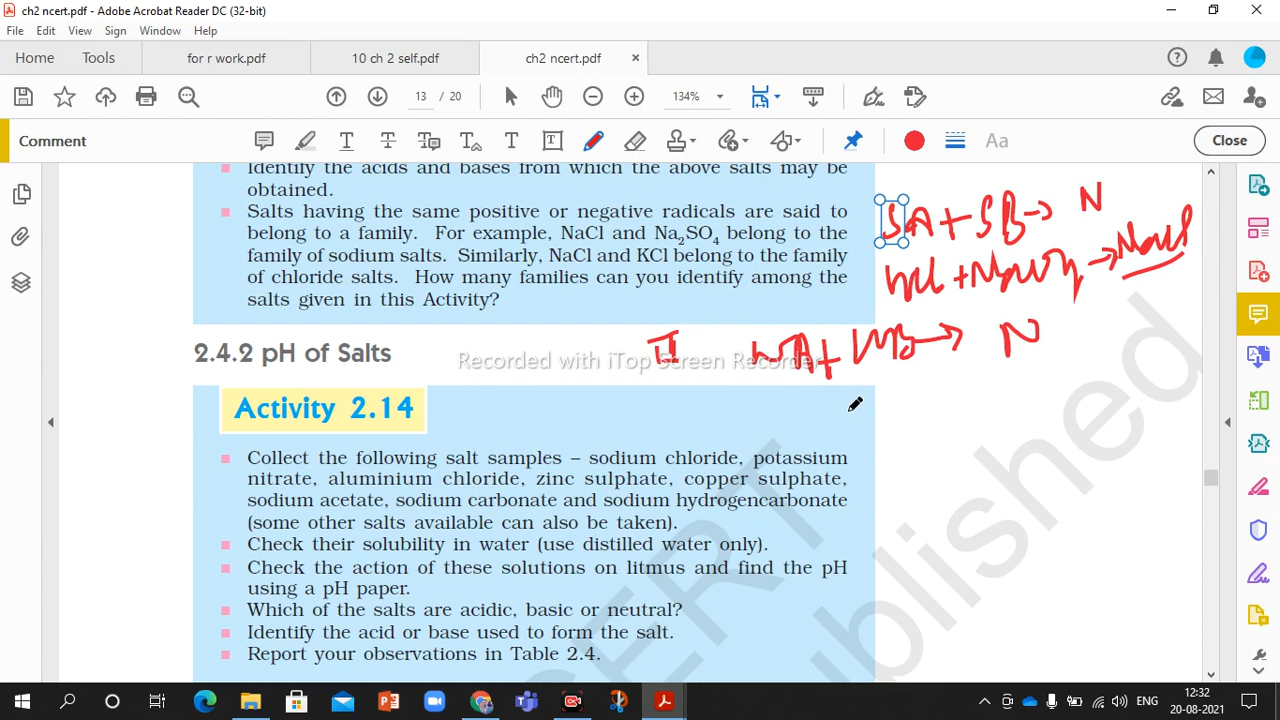 ch2 ncert.pdf - Adobe Acrobat Reader DC (32-bit)
File Edit View Sign Window Help
Home Tools for r work.pdf 10 ch 2 self.pdf ch2 ncert.pdf
13 / 20 134%
Comment Aa Close
Identify the acids and bases from which the above salts may be
obtained.
Salts having the same positive or negative radicals are said to
belong to a family. For example, NaCl and Na₂SO₄ belong to the
family of sodium salts. Similarly, NaCl and KCl belong to the family
of chloride salts. How many families can you identify among the
salts given in this Activity?
SA + SB → N
HCl + NaOH → NaCl
2.4.2 pH of Salts
II WA + WB → N
Recorded with iTop Screen Recorder
Activity 2.14
Collect the following salt samples – sodium chloride, potassium
nitrate, aluminium chloride, zinc sulphate, copper sulphate,
sodium acetate, sodium carbonate and sodium hydrogencarbonate
(some other salts available can also be taken).
Check their solubility in water (use distilled water only).
Check the action of these solutions on litmus and find the pH
using a pH paper.
Which of the salts are acidic, basic or neutral?
Identify the acid or base used to form the salt.
Report your observations in Table 2.4.
ENG 12:32
20-08-2021